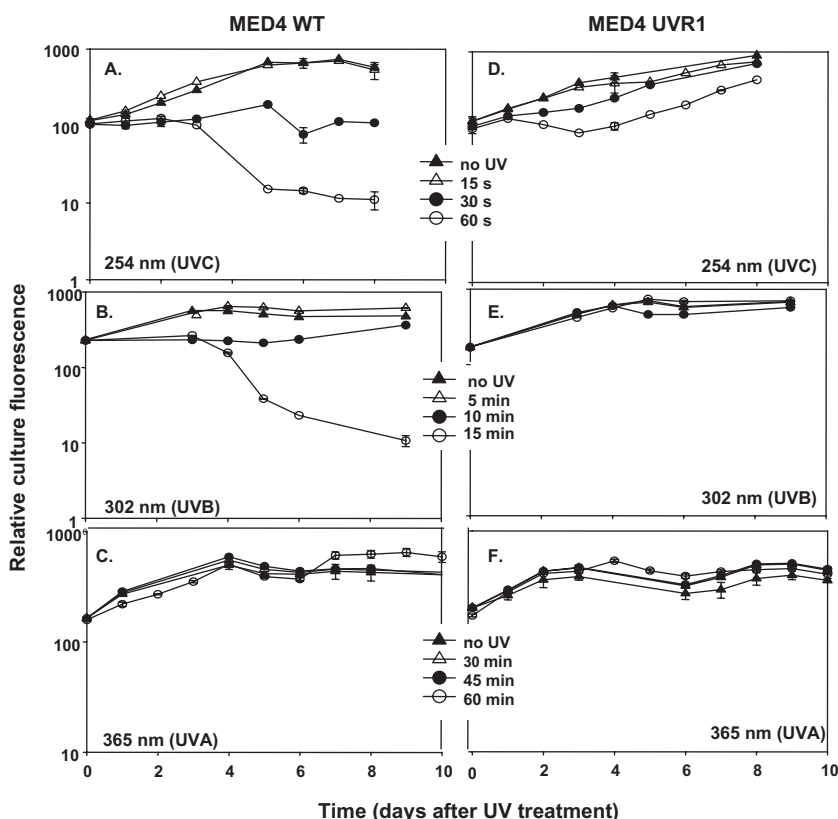 MED4 WT
MED4 UVR1
Relative culture fluorescence
1000
100
10
1
A.
254 nm (UVC)
D.
254 nm (UVC)
no UV
15 s
30 s
60 s
1000
100
10
1
B.
302 nm (UVB)
E.
302 nm (UVB)
no UV
5 min
10 min
15 min
1000
100
10
C.
365 nm (UVA)
F.
365 nm (UVA)
no UV
30 min
45 min
60 min
0 2 4 6 8 10
0 2 4 6 8 10
Time (days after UV treatment)